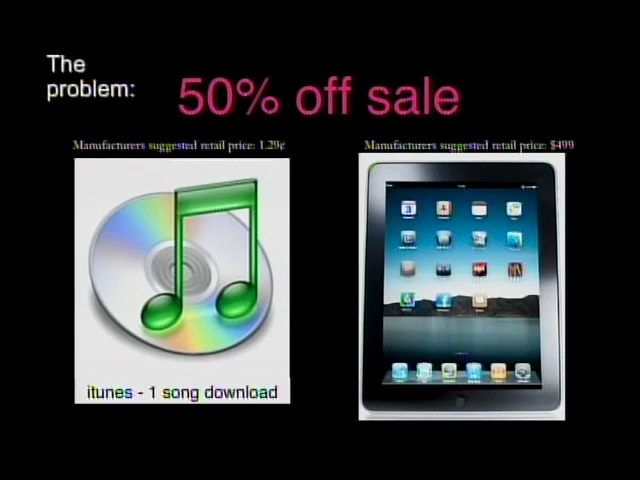 The
problem:
50% off sale
Manufacturers suggested retail price: 1.29¢
Manufacturers suggested retail price: $499
itunes - 1 song download